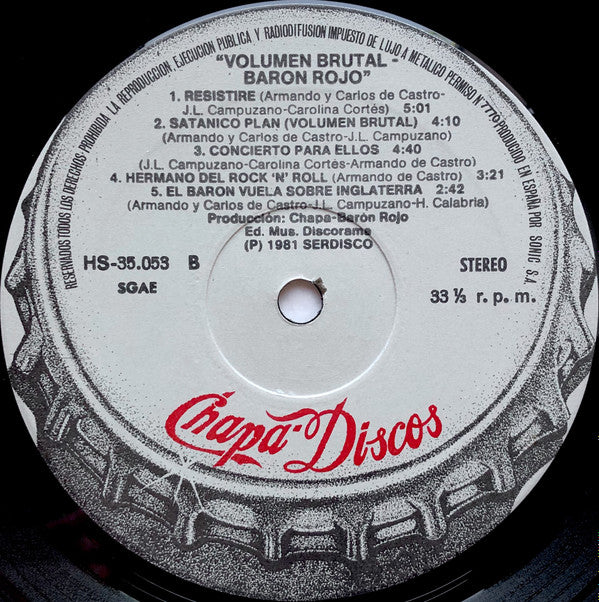 RESERVADOS TODOS LOS DERECHOS PROHIBIDA LA REPRODUCCION, EJECUCION PUBLICA Y RADIODIFUSION IMPUESTO DE LUJO A METALICO PERMISO N.º 7779-PRODUCIDO EN ESPAÑA POR SONIC S.A.
"VOLUMEN BRUTAL -
BARON ROJO"
1. RESISTIRE (Armando y Carlos de Castro-
J.L. Campuzano-Carolina Cortés) 5:01
2. SATANICO PLAN (VOLUMEN BRUTAL) 4:10
(Armando y Carlos de Castro-J.L. Campuzano)
3. CONCIERTO PARA ELLOS 4:40
(J.L. Campuzano-Carolina Cortés-Armando de Castro)
4. HERMANO DEL ROCK 'N' ROLL (Armando de Castro) 3:21
5. EL BARON VUELA SOBRE INGLATERRA 2:42
(Armando y Carlos de Castro-J.L. Campuzano-H. Calabria)
Producción: Chapa-Barón Rojo
Ed. Mus. Discorama
(P) 1981 SERDISCO
HS-35.053 B
STEREO
SGAE
33 ⅓ r. p. m.
Chapa-Discos